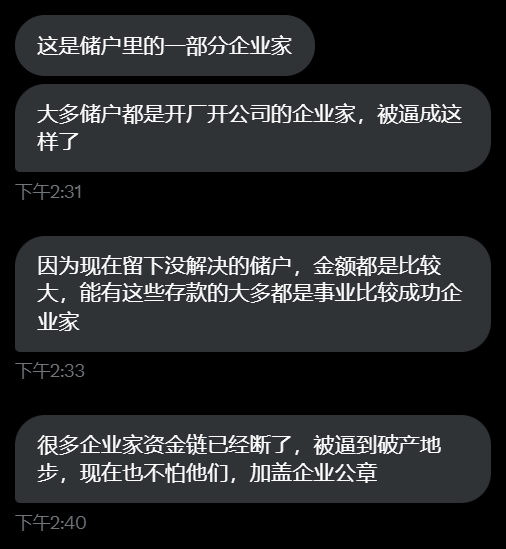 这是储户里的一部分企业家
大多储户都是开厂开公司的企业家，被逼成这
样了
下午2:31
因为现在留下没解决的储户，金额都是比较
大，能有这些存款的大多都是事业比较成功企
业家
下午2:33
很多企业家资金链已经断了，被逼到破产地
步，现在也不怕他们，加盖企业公章
下午2:40